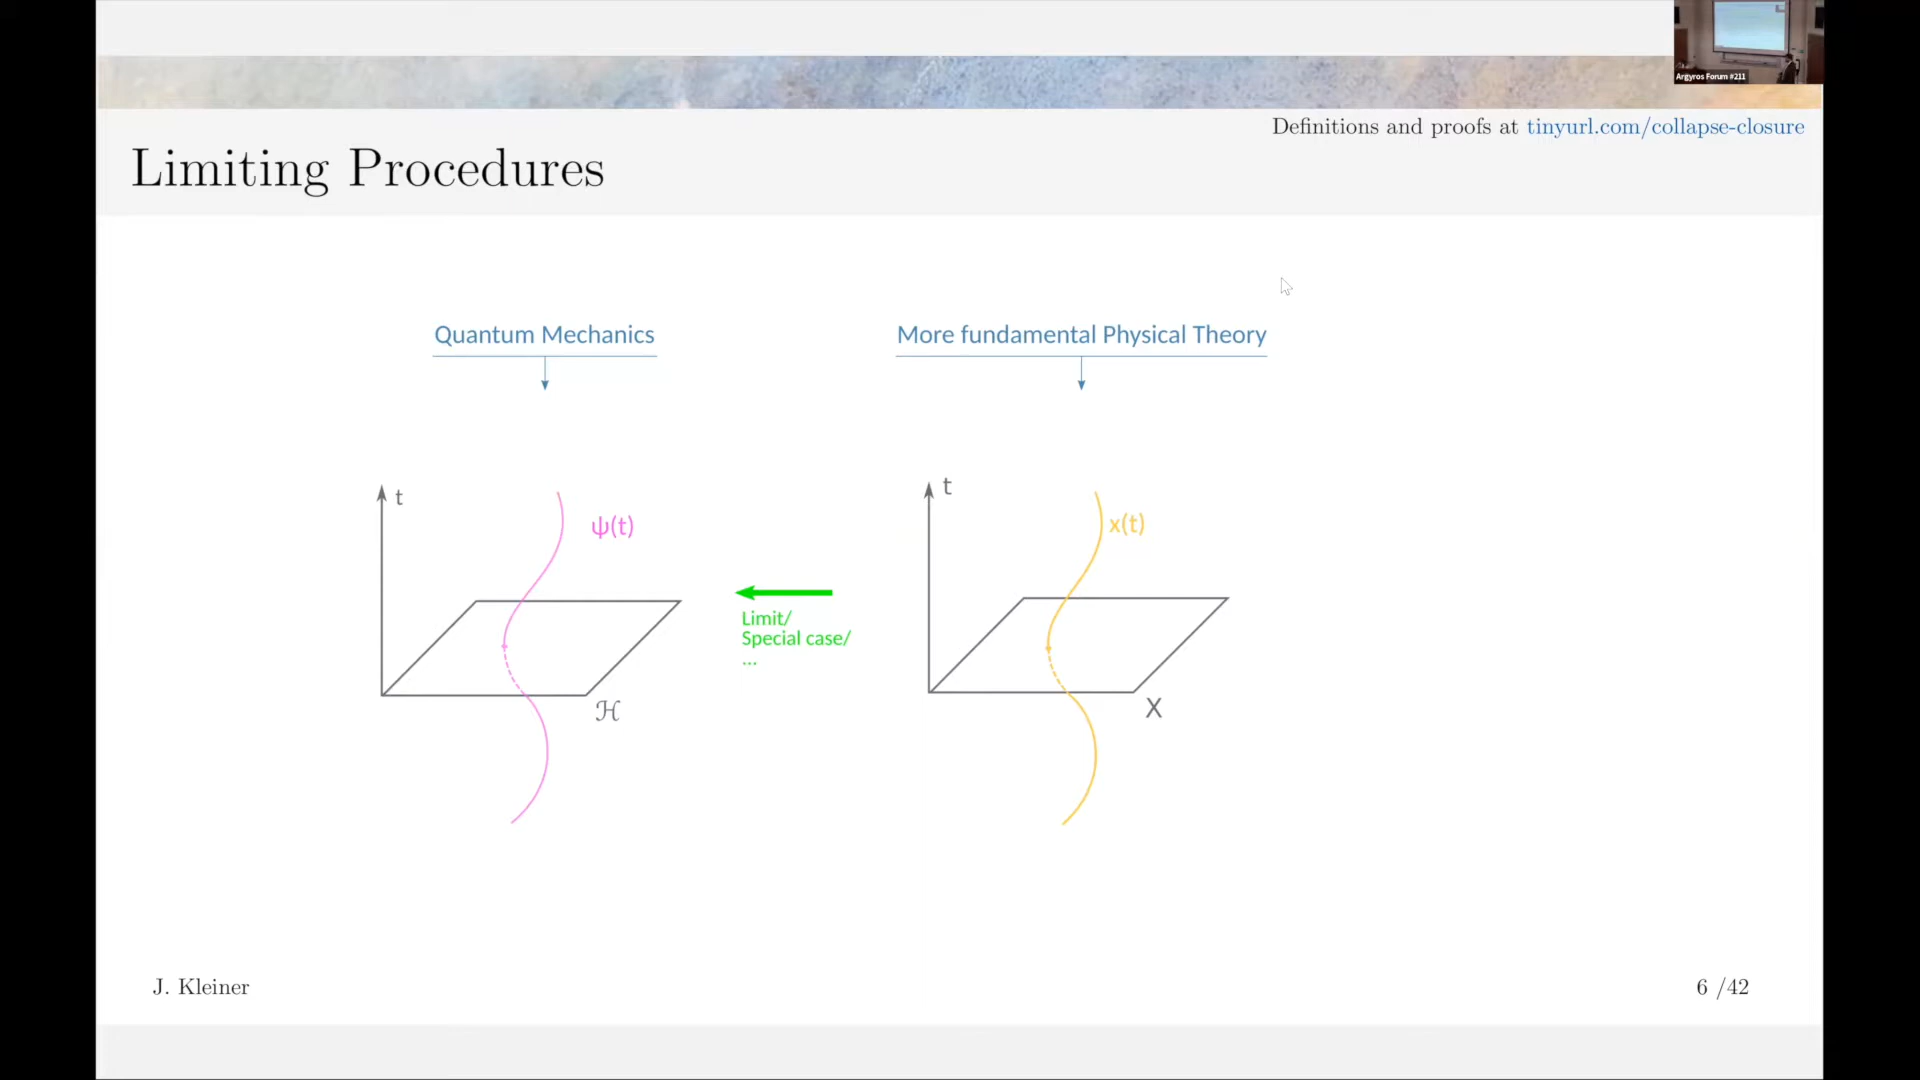 Argyros Forum #211
Definitions and proofs at tinyurl.com/collapse-closure
Limiting Procedures
Quantum Mechanics
More fundamental Physical Theory
t
ψ(t)
t
x(t)
Limit/
Special case/
...
ℋ
X
J. Kleiner
6 /42